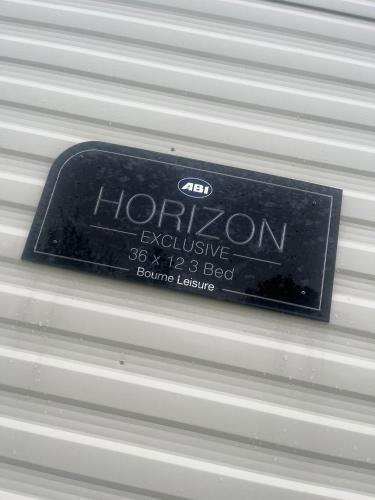 ABI
HORIZON
EXCLUSIVE
36 x 12 3 Bed
Bourne Leisure